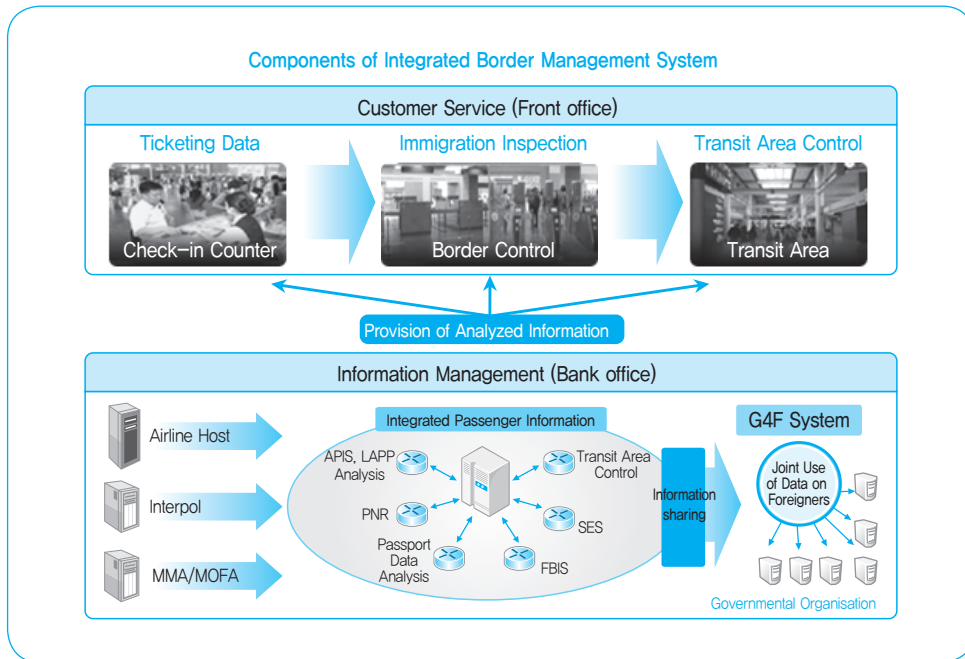 Components of Integrated Border Management System
Customer Service (Front office)
Ticketing Data
Immigration Inspection
Transit Area Control
Check-in Counter
Border Control
Transit Area
Provision of Analyzed Information
Information Management (Bank office)
Airline Host
Interpol
MMA/MOFA
Integrated Passenger Information
APIS, LAPP
Analysis
PNR
Passport
Data
Analysis
Transit Area
Control
SES
FBIS
Information
sharing
G4F System
Joint Use
of Data on
Foreigners
Governmental Organisation